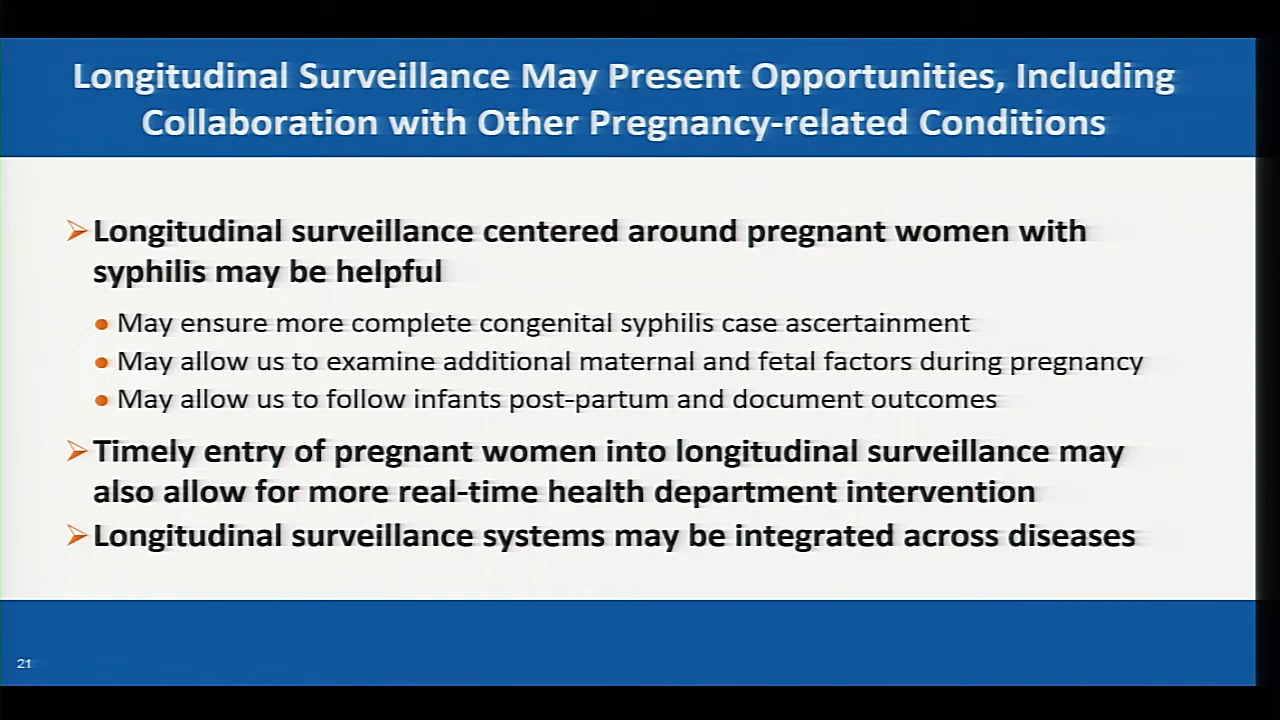 Longitudinal Surveillance May Present Opportunities, Including
Collaboration with Other Pregnancy-related Conditions
Longitudinal surveillance centered around pregnant women with
syphilis may be helpful
May ensure more complete congenital syphilis case ascertainment
May allow us to examine additional maternal and fetal factors during pregnancy
May allow us to follow infants post-partum and document outcomes
Timely entry of pregnant women into longitudinal surveillance may
also allow for more real-time health department intervention
Longitudinal surveillance systems may be integrated across diseases
21